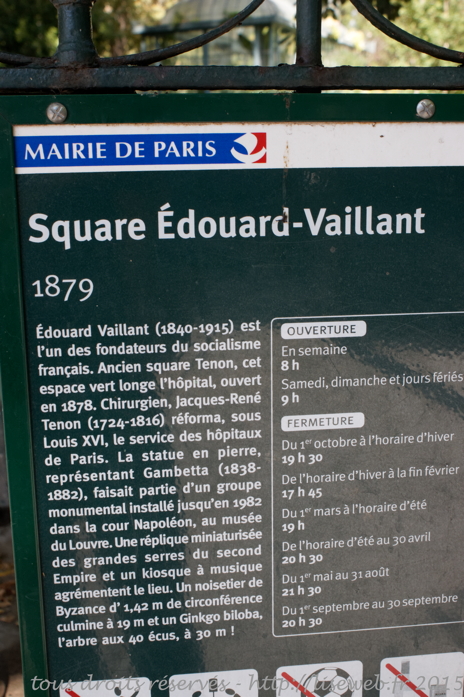 MAIRIE DE PARIS
Square Édouard-Vaillant
1879
Édouard Vaillant (1840-1915) est
l'un des fondateurs du socialisme
français. Ancien square Tenon, cet
espace vert longe l'hôpital, ouvert
en 1878. Chirurgien, Jacques-René
Tenon (1724-1816) réforma, sous
Louis XVI, le service des hôpitaux
de Paris. La statue en pierre,
représentant Gambetta (1838-
1882), faisait partie d'un groupe
monumental installé jusqu'en 1982
dans la cour Napoléon, au musée
du Louvre. Une réplique miniaturisée
des grandes serres du second
Empire et un kiosque à musique
agrémentent le lieu. Un noisetier de
Byzance d' 1,42 m de circonférence
culmine à 19 m et un Ginkgo biloba,
l'arbre aux 40 écus, à 30 m !
OUVERTURE
En semaine
8 h
Samedi, dimanche et jours fériés
9 h
FERMETURE
Du 1er octobre à l'horaire d'hiver
19 h 30
De l'horaire d'hiver à la fin février
17 h 45
Du 1er mars à l'horaire d'été
19 h
De l'horaire d'été au 30 avril
20 h 30
Du 1er mai au 31 août
21 h 30
Du 1er septembre au 30 septembre
20 h 30
tous droits réservés - http://liseweb.fr 2015